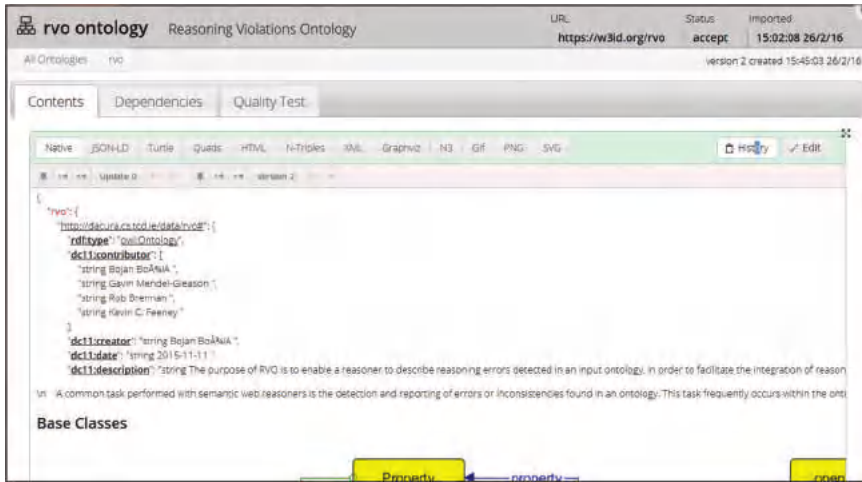 rvo ontology Reasoning Violations Ontology
URL Status Imported
https://w3id.org/rvo accept 15:02:08 26/2/16
All Ontologies rvo version 2 created 15:45:03 26/2/16
Contents Dependencies Quality Test
Native JSON-LD Turtle Quads HTML N-Triples XML Graphviz N3 Gif PNG SVG History Edit
Update 0 version 2
{
"rvo": {
"http://dacura.cs.tcd.ie/data/rvo#": {
"rdf:type": "owl:Ontology",
"dc11:contributor": [
"string Bojan
"string Gavin Mendel-Gleason ",
"string Rob Brennan ",
"string Kevin C. Feeney "
]
"dc11:creator": "string Bojan
"dc11:date": "string 2015-11-11 "
"dc11:description": "string The purpose of RVO is to enable a reasoner to describe reasoning errors detected in an input ontology, in order to facilitate the integration of reason
\n A common task performed with semantic web reasoners is the detection and reporting of errors or inconsistencies found in an ontology. This task frequently occurs within the onto
Base Classes
Property property open